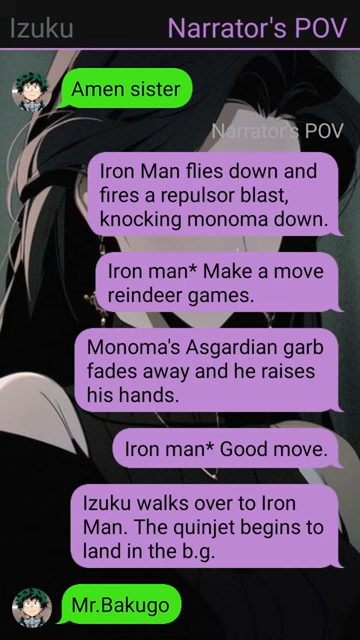 Izuku
Narrator's POV
Amen sister
Narrator's POV
Iron Man flies down and
fires a repulsor blast,
knocking monoma down.
Iron man* Make a move
reindeer games.
Monoma's Asgardian garb
fades away and he raises
his hands.
Iron man* Good move.
Izuku walks over to Iron
Man. The quinjet begins to
land in the b.g.
Mr.Bakugo